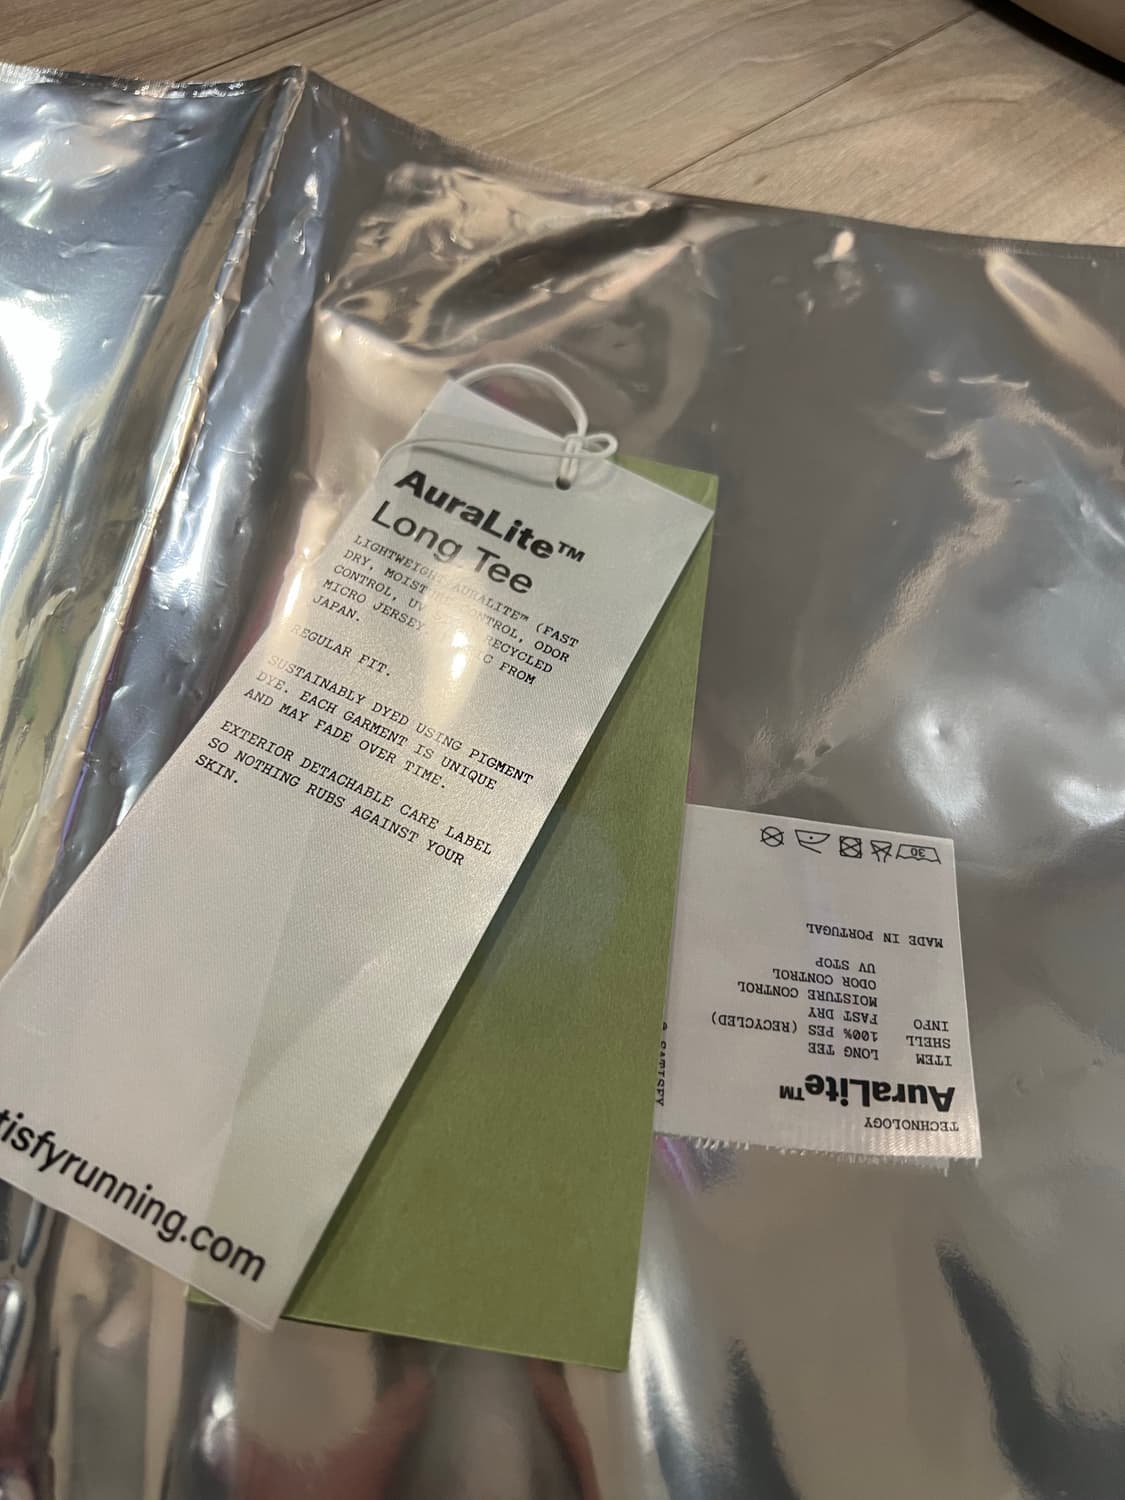 AuraLite™
Long Tee
LIGHTWEIGHT AURALITE™ (FAST
DRY, MOISTURE CONTROL, ODOR
CONTROL, UV RECYCLED
MICRO JERSEY FROM
JAPAN.
REGULAR FIT.
SUSTAINABLY DYED USING PIGMENT
DYE. EACH GARMENT IS UNIQUE
AND MAY FADE OVER TIME.
EXTERIOR DETACHABLE CARE LABEL
SO NOTHING RUBS AGAINST YOUR
SKIN.
tisfyrunning.com
TECHNOLOGY
AuraLite™
ITEM LONG TEE
SHELL 100% PES (RECYCLED)
INFO FAST DRY
MOISTURE CONTROL
ODOR CONTROL
UV STOP
MADE IN PORTUGAL
30
SATISFY